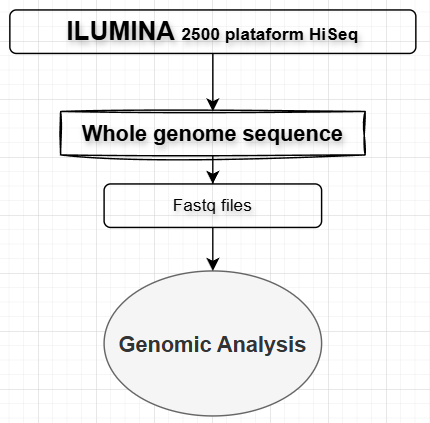 ILUMINA 2500 plataform HiSeq
Whole genome sequence
Fastq files
Genomic Analysis